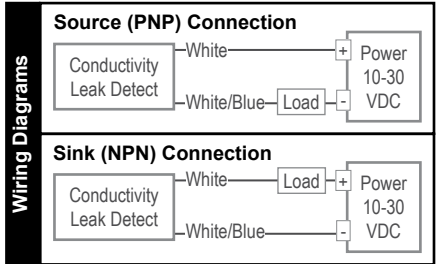 Wiring Diagrams
Source (PNP) Connection
Conductivity
Leak Detect
White
White/Blue
Load
+
-
Power
10-30
VDC
Sink (NPN) Connection
Conductivity
Leak Detect
White
Load
White/Blue
+
-
Power
10-30
VDC